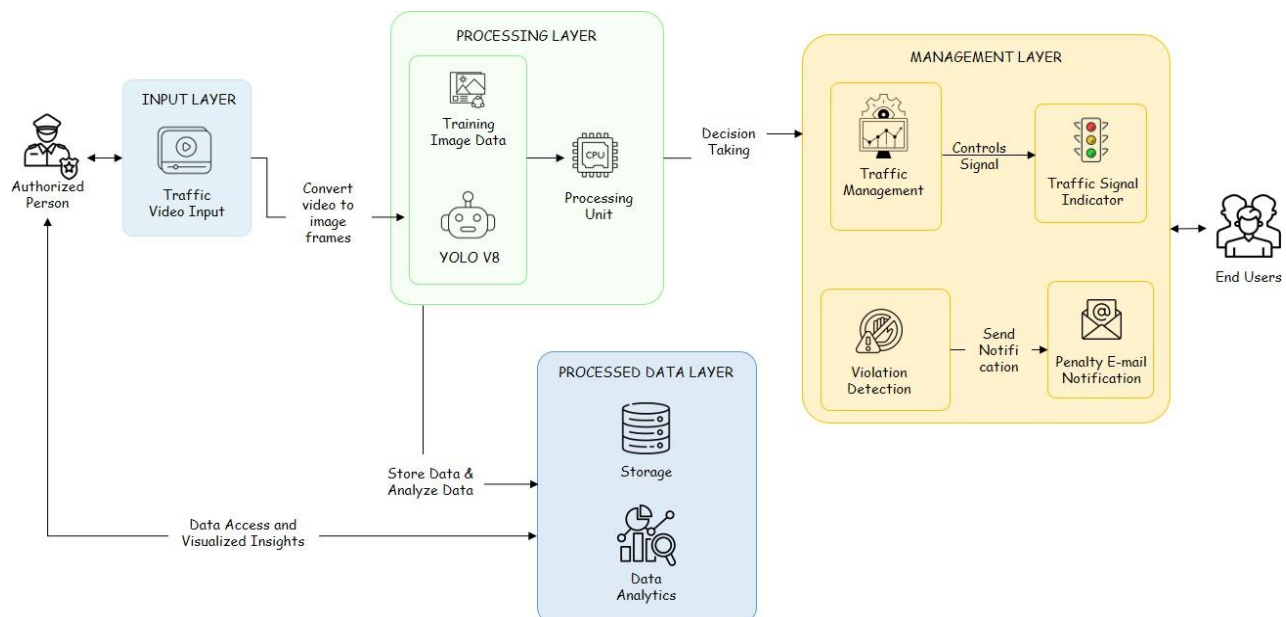 PROCESSING LAYER
MANAGEMENT LAYER
INPUT LAYER
Training
Image Data
CPU
Processing
Unit
YOLO V8
Authorized
Person
Traffic
Video Input
Convert
video to
image
frames
Decision
Taking
Traffic
Management
Controls
Signal
Traffic Signal
Indicator
End Users
Violation
Detection
Send
Notifi
cation
@
Penalty E-mail
Notification
PROCESSED DATA LAYER
Storage
Store Data &
Analyze Data
Data Access and
Visualized Insights
Data
Analytics